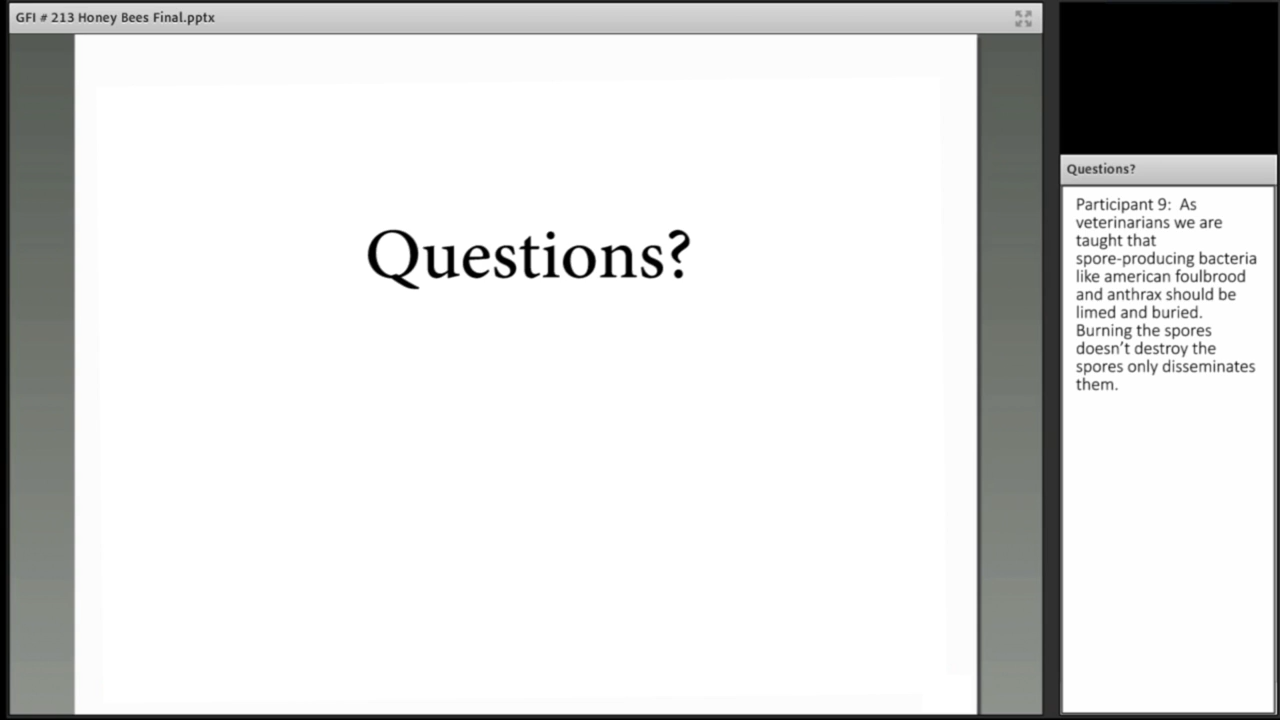 GFI # 213 Honey Bees Final.pptx
Questions?
Questions?
Participant 9:  As
veterinarians we are
taught that
spore-producing bacteria
like american foulbrood
and anthrax should be
limed and buried.
Burning the spores
doesn’t destroy the
spores only disseminates
them.